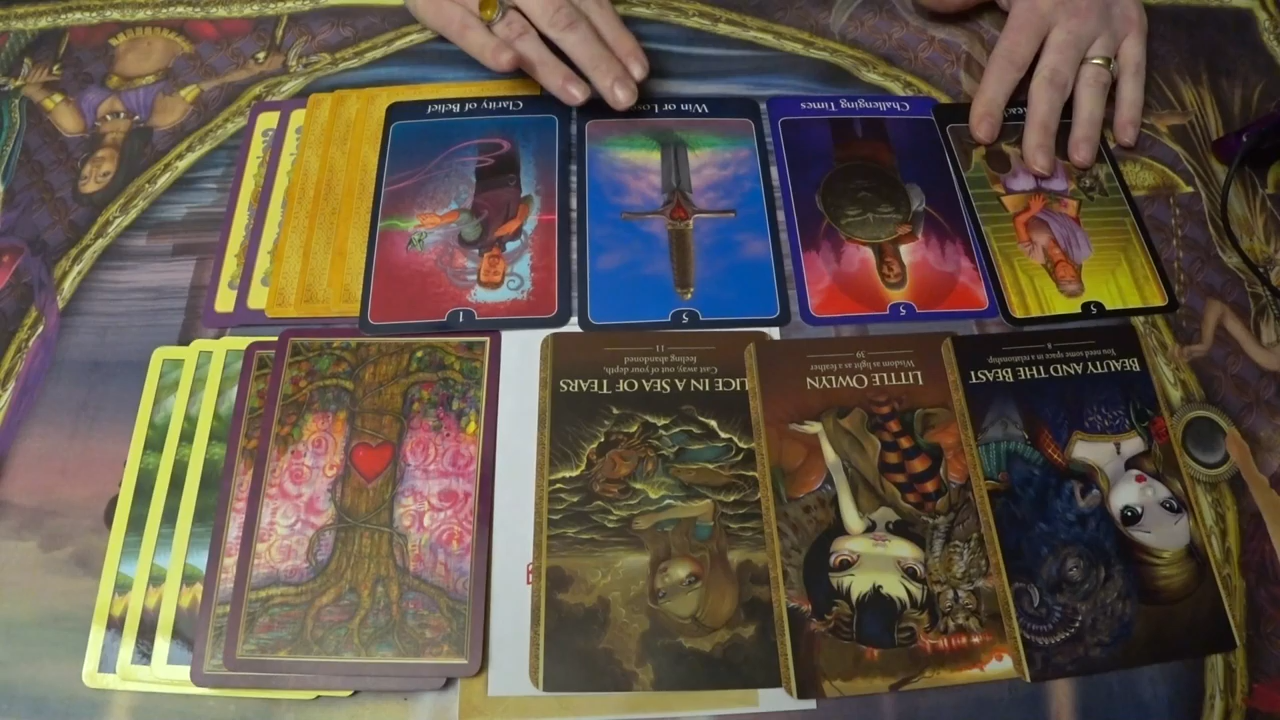 Clarity of Belief
Win or Lose
Challenging Times
1
5
5
5
11
Cast away, out of your depth,
feeling abandoned
LICE IN A SEA OF TEARS
39
Wisdom as light as a feather
LITTLE OWLYN
8
You need some space in a relationship
BEAUTY AND THE BEAST